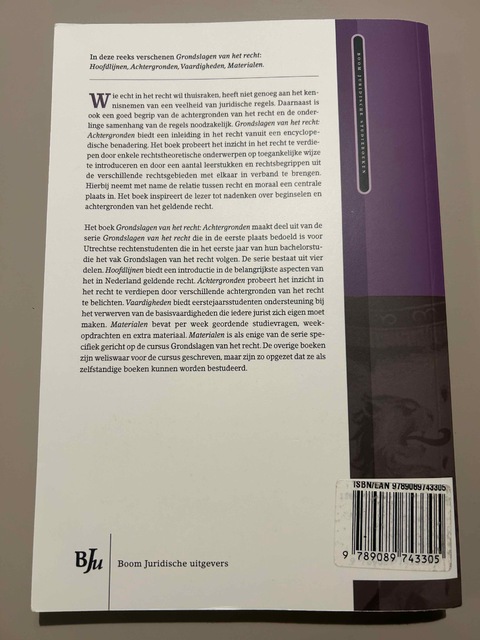 In deze reeks verschenen Grondslagen van het recht:
Hoofdlijnen, Achtergronden, Vaardigheden, Materialen.
Wie echt in het recht wil thuisraken, heeft niet genoeg aan het ken-
nisnemen van een veelheid van juridische regels. Daarnaast is
ook een goed begrip van de achtergronden van het recht en de onder-
linge samenhang van de regels noodzakelijk. Grondslagen van het recht:
Achtergronden biedt een inleiding in het recht vanuit een encyclope-
dische benadering. Het boek probeert het inzicht in het recht te verdie-
pen door enkele rechtstheoretische onderwerpen op toegankelijke wijze
te introduceren en door een aantal leerstukken en rechtsbegrippen uit
de verschillende rechtsgebieden met elkaar in verband te brengen.
Hierbij neemt met name de relatie tussen recht en moraal een centrale
plaats in. Het boek inspireert de lezer tot nadenken over beginselen en
achtergronden van het geldende recht.
Het boek Grondslagen van het recht: Achtergronden maakt deel uit van de
serie Grondslagen van het recht die in de eerste plaats bedoeld is voor
Utrechtse rechtenstudenten die in het eerste jaar van hun bachelorstu-
die het vak Grondslagen van het recht volgen. De serie bestaat uit vier
delen. Hoofdlijnen biedt een introductie in de belangrijkste aspecten van
het in Nederland geldende recht. Achtergronden probeert het inzicht in
het recht te verdiepen door verschillende achtergronden van het recht
te belichten. Vaardigheden biedt eerstejaarsstudenten ondersteuning bij
het verwerven van de basisvaardigheden die iedere jurist zich eigen moet
maken. Materialen bevat per week geordende studievragen, week-
opdrachten en extra materiaal. Materialen is als enige van de serie spe-
cifiek gericht op de cursus Grondslagen van het recht. De overige boeken
zijn weliswaar voor de cursus geschreven, maar zijn zo opgezet dat ze als
zelfstandige boeken kunnen worden bestudeerd.
BOOM JURIDISCHE STUDIEBOEKEN
ISBN/EAN 9789089743305
9 789089 743305
BJu
Boom Juridische uitgevers